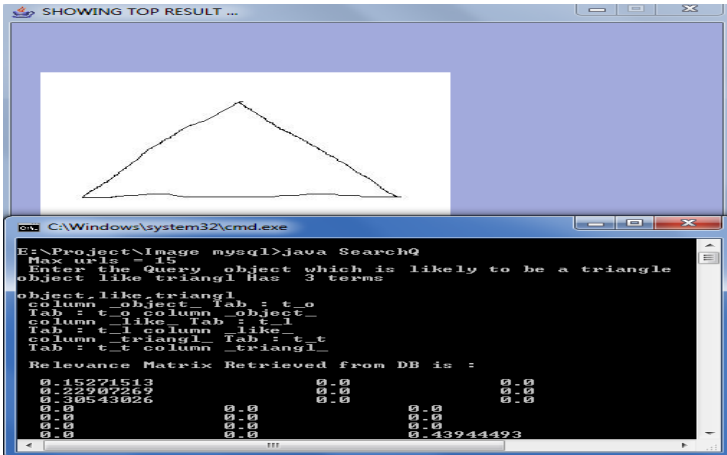 SHOWING TOP RESULT ...
C:\Windows\system32\cmd.exe
E:\Project\Image mysql>java SearchQ
Max urls = 15
Enter the Query  object which is likely to be a triangle
object like triangl Has  3 terms
object,like,triangl
column _object_ Tab : t_o
Tab : t_o column _object_
column _like_ Tab : t_l
Tab : t_l column _like_
column _triangl_ Tab : t_t
Tab : t_t column _triangl_
Relevance Matrix Retrieved from DB is :
0.15271513 0.0 0.0
0.22907269 0.0 0.0
0.30543026 0.0 0.0
0.0 0.0 0.0
0.0 0.0 0.0
0.0 0.0 0.0
0.0 0.0 0.43944493